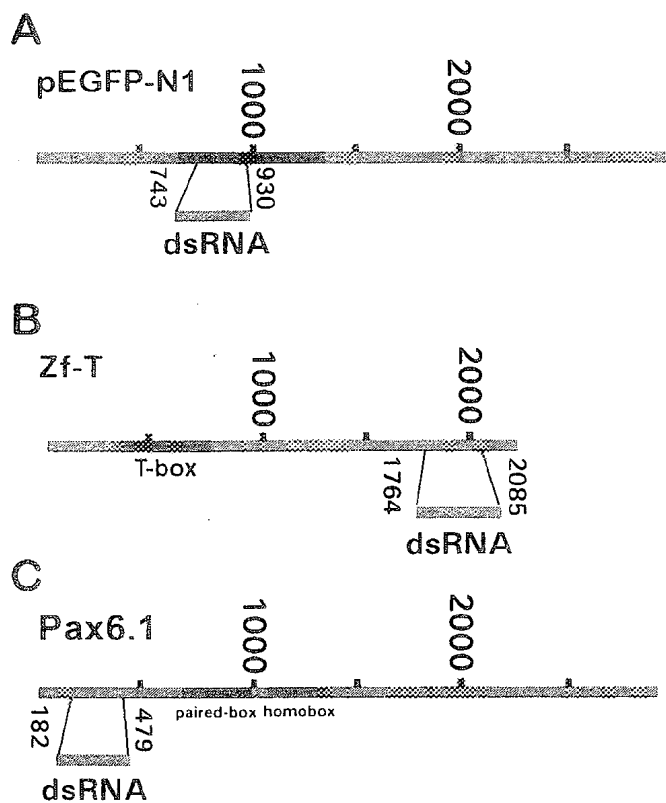 A
pEGFP-N1
1000
2000
743
930
dsRNA
B
Zf-T
1000
2000
T-box
1764
2085
dsRNA
C
Pax6.1
1000
2000
182
479
paired-box homobox
dsRNA